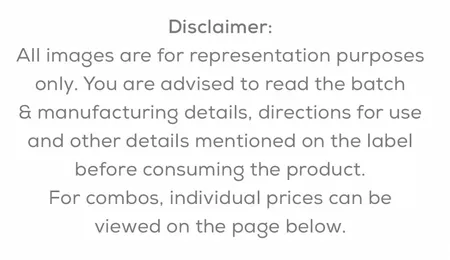 Disclaimer:
All images are for representation purposes
only. You are advised to read the batch
& manufacturing details, directions for use
and other details mentioned on the label
before consuming the product.
For combos, individual prices can be
viewed on the page below.